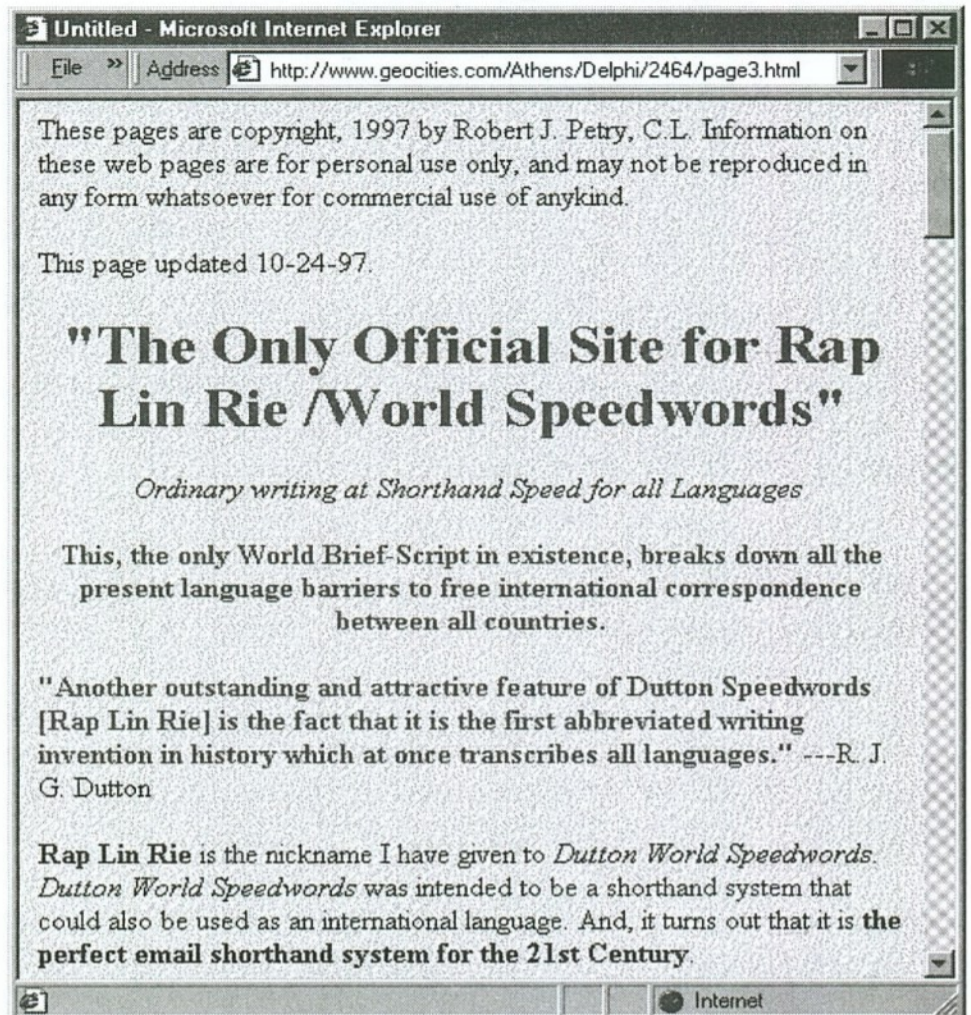 Untitled - Microsoft Internet Explorer
File » Address http://www.geocities.com/Athens/Delphi/2464/page3.html
These pages are copyright, 1997 by Robert J. Petry, C.L. Information on
these web pages are for personal use only, and may not be reproduced in
any form whatsoever for commercial use of anykind.
This page updated 10-24-97.
"The Only Official Site for Rap
Lin Rie /World Speedwords"
Ordinary writing at Shorthand Speed for all Languages
This, the only World Brief-Script in existence, breaks down all the
present language barriers to free international correspondence
between all countries.
"Another outstanding and attractive feature of Dutton Speedwords
[Rap Lin Rie] is the fact that it is the first abbreviated writing
invention in history which at once transcribes all languages." ---R. J.
G. Dutton
Rap Lin Rie is the nickname I have given to Dutton World Speedwords.
Dutton World Speedwords was intended to be a shorthand system that
could also be used as an international language. And, it turns out that it is the
perfect email shorthand system for the 21st Century.
Internet